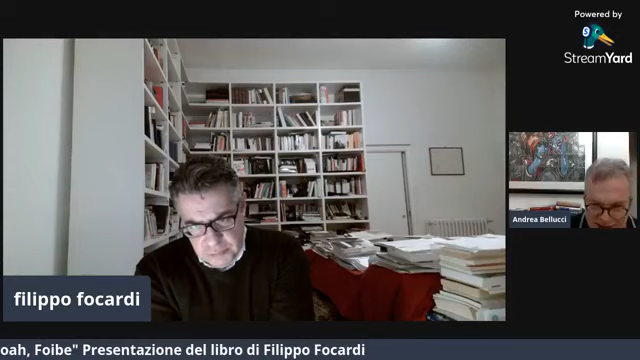 Powered by
StreamYard
Andrea Bellucci
filippo focardi
oah, Foibe" Presentazione del libro di Filippo Focardi